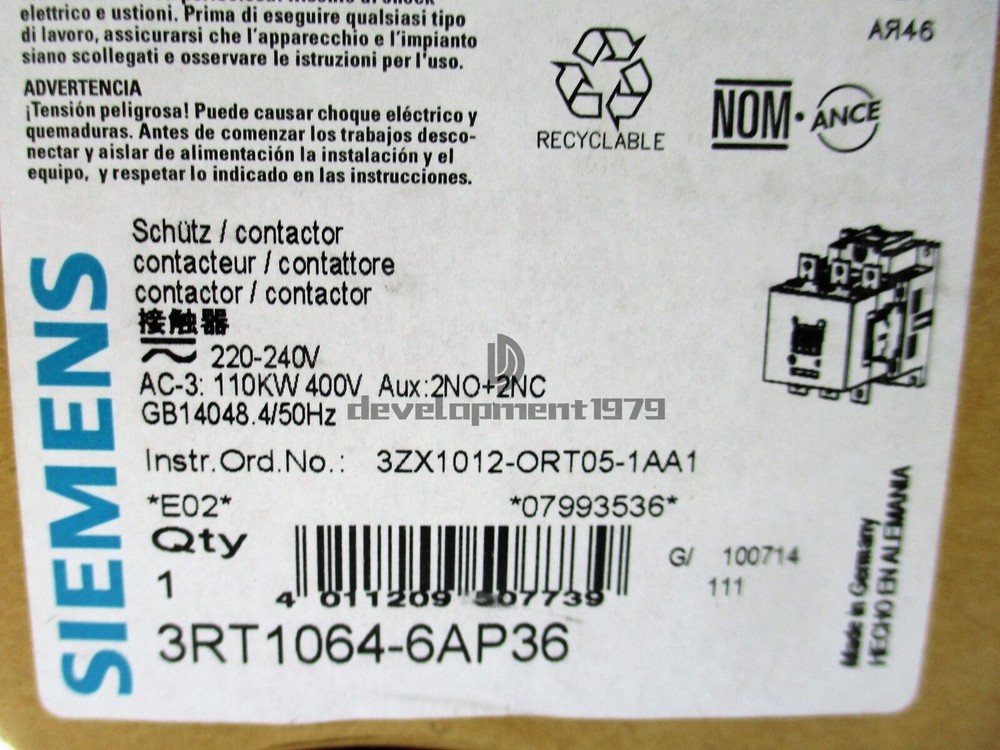 elettrico e ustioni. Prima di eseguire qualsiasi tipo
di lavoro, assicurarsi che l'apparecchio e l'impianto
siano scollegati e osservare le istruzioni per l'uso.
ADVERTENCIA
¡Tensión peligrosa! Puede causar choque eléctrico y
quemaduras. Antes de comenzar los trabajos desco-
nectar y aislar de alimentación la instalación y el
equipo, y respetar lo indicado en las instrucciones.
RECYCLABLE
NOM · ANCE
AЯ46
SIEMENS
Schütz / contactor
contacteur / contattore
contactor / contactor
接触器
220-240V
AC-3: 110KW 400V Aux:2NO+2NC
GB14048.4/50Hz
development1979
Instr.Ord.No.: 3ZX1012-ORT05-1AA1
*E02* *07993536*
Qty
1
4 011209 507739
G/ 100714
111
3RT1064-6AP36
Made in Germany
HECHO EN ALEMANIA